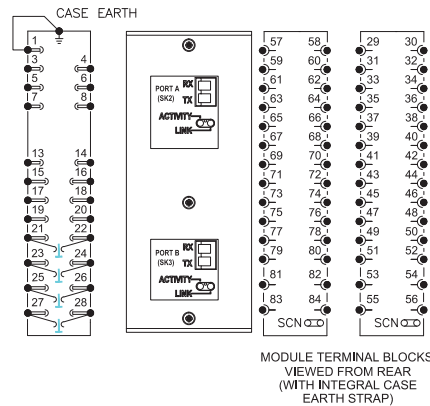 CASE EARTH
1
3 4
5 6
7 8
13 14
15 16
17 18
19 20
21 22
23 24
25 26
27 28
PORT A
(SK2)
RX
TX
ACTIVITY
LINK
PORT B
(SK3)
RX
TX
ACTIVITY
LINK
57 58
59 60
61 62
63 64
65 66
67 68
69 70
71 72
73 74
75 76
77 78
79 80
81 82
83 84
SCN
29 30
31 32
33 34
35 36
37 38
39 40
41 42
43 44
45 46
47 48
49 50
51 52
53 54
55 56
SCN
MODULE TERMINAL BLOCKS
VIEWED FROM REAR
(WITH INTEGRAL CASE
EARTH STRAP)